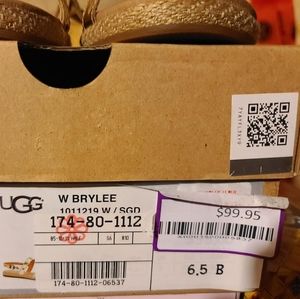 UGG
W BRYLEE
1011219 W / SGD
174-80-1112
$99.95
174-80-1112-06537
6.5 B